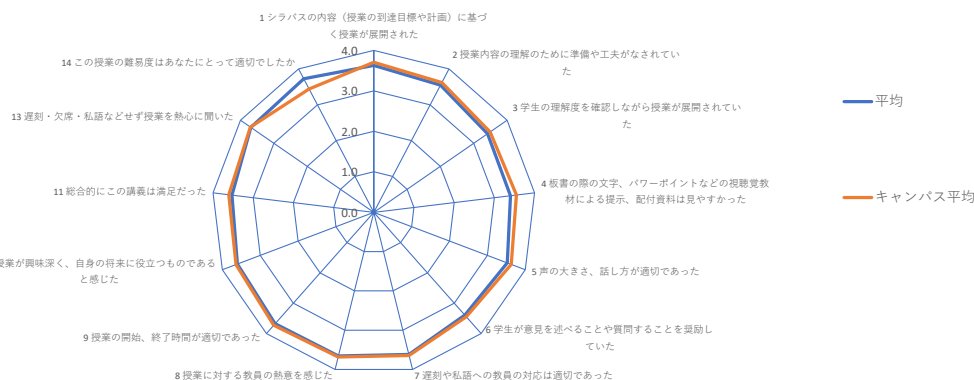 1 シラバスの内容（授業の到達目標や計画）に基づ
く授業が展開された
2 授業内容の理解のために準備や工夫がなされてい
た
3 学生の理解度を確認しながら授業が展開されてい
た
4 板書の際の文字、パワーポイントなどの視聴覚教
材による提示、配付資料は見やすかった
5 声の大きさ、話し方が適切であった
6 学生が意見を述べることや質問することを奨励し
ていた
7 遅刻や私語への教員の対応は適切であった
8 授業に対する教員の熱意を感じた
9 授業の開始、終了時間が適切であった
授業が興味深く、自身の将来に役立つものである
と感じた
11 総合的にこの講義は満足だった
13 遅刻・欠席・私語などせず授業を熱心に聞いた
14 この授業の難易度はあなたにとって適切でしたか
4.0
3.0
2.0
1.0
0.0
平均
キャンパス平均